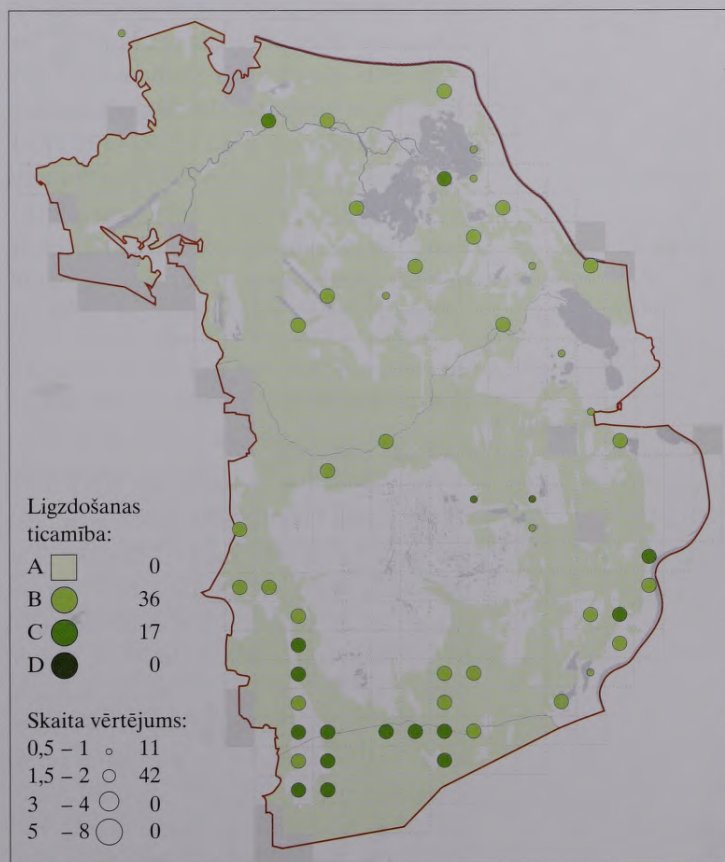 Ligzdošanas
ticamība:
A 0
B 36
C 17
D 0
Skaita vērtējums:
0,5 – 1 11
1,5 – 2 42
3 – 4 0
5 – 8 0